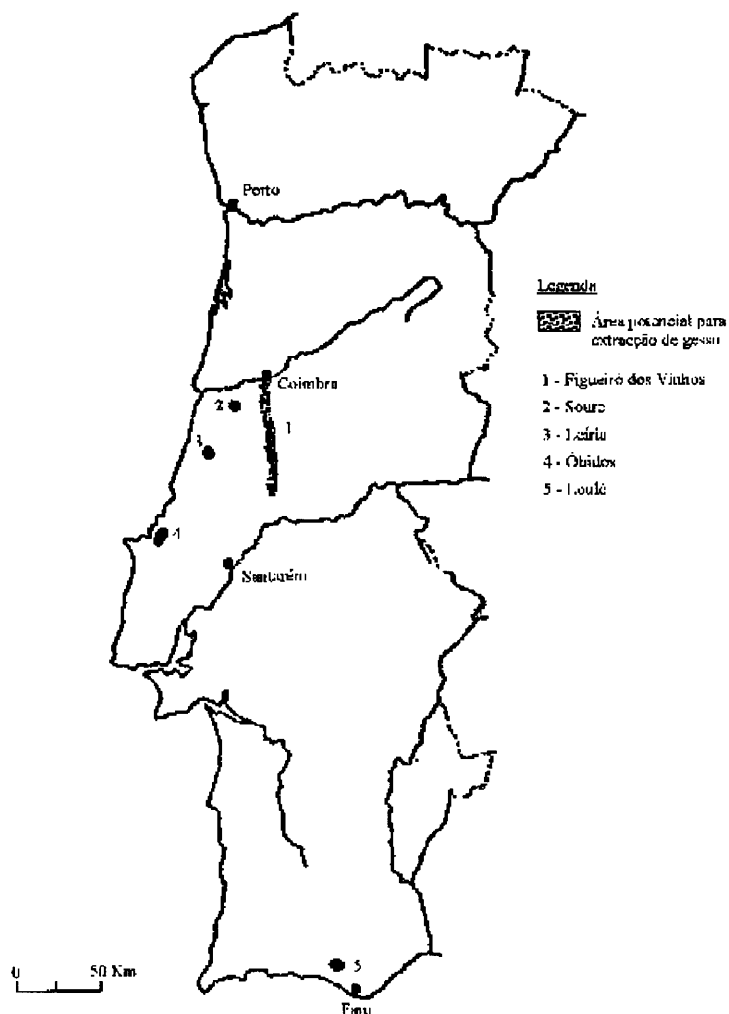 Porto
Legenda
Área potencial para
extracção de gesso
Coimbra
1 - Figueiró dos Vinhos
2
2 - Soure
1
3
3 - Leiria
4 - Óbidos
5 - Loulé
4
Santarém
0
50 Km
5
Faro